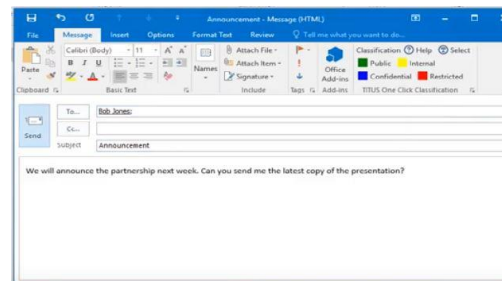 Announcement - Message (HTML)
File Message Insert Options Format Text Review Tell me what you want to do...
Calibri (Body) 11 A A Attach File Classification Help Select
Paste B I U Names Attach Item Office Public Internal
A Signature Add-ins Confidential Restricted
Clipboard Basic Text Include Tags Add-ins TITUS One Click Classification
To... Bob Jones;
Cc...
Send
Subject Announcement
We will announce the partnership next week. Can you send me the latest copy of the presentation?